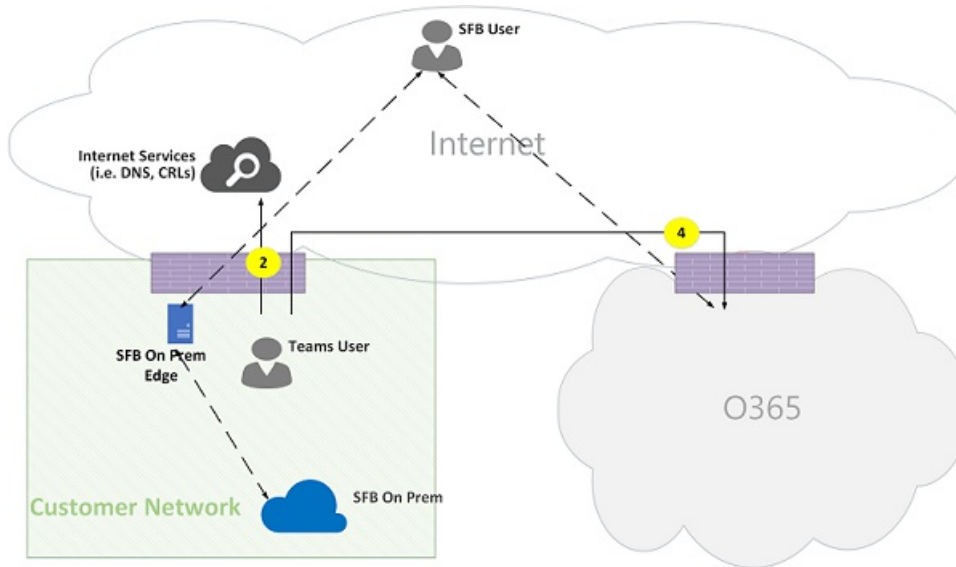 SFB User
Internet
Internet Services
(i.e. DNS, CRLs)
4
2
Teams User
SFB On Prem
Edge
O365
SFB On Prem
Customer Network